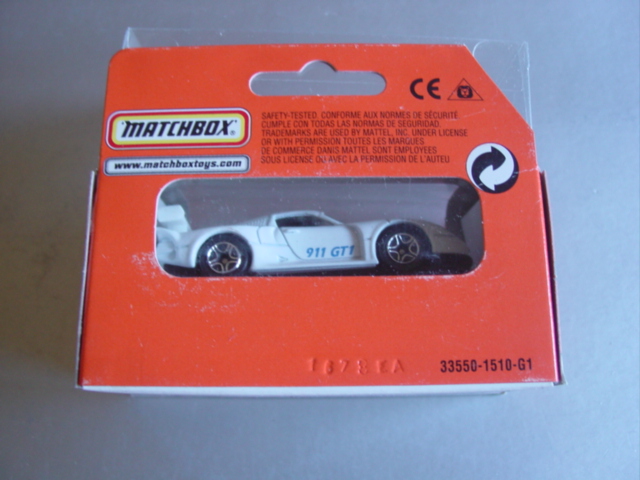 CE
MATCHBOX
www.matchboxtoys.com
SAFETY-TESTED. CONFORME AUX NORMES DE SÉCURITÉ
CUMPLE CON TODAS LAS NORMAS DE SEGURIDAD.
TRADEMARKS ARE USED BY MATTEL, INC. UNDER LICENSE
OR WITH PERMISSION TOUTES LES MARQUES
DE COMMERCE DANS MATTEL SONT EMPLOYEES
SOUS LICENSE OU AVEC LA PERMISSION DE L'AUTEU
911 GT1
33550-1510-G1